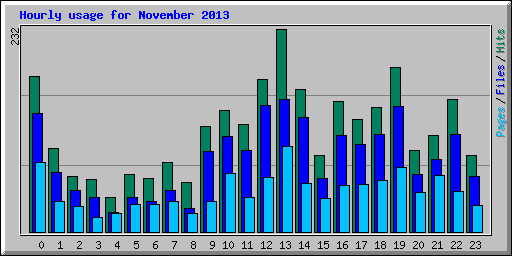 Hourly usage for November 2013
232
Pages/Files/Hits
0 1 2 3 4 5 6 7 8 9 10 11 12 13 14 15 16 17 18 19 20 21 22 23